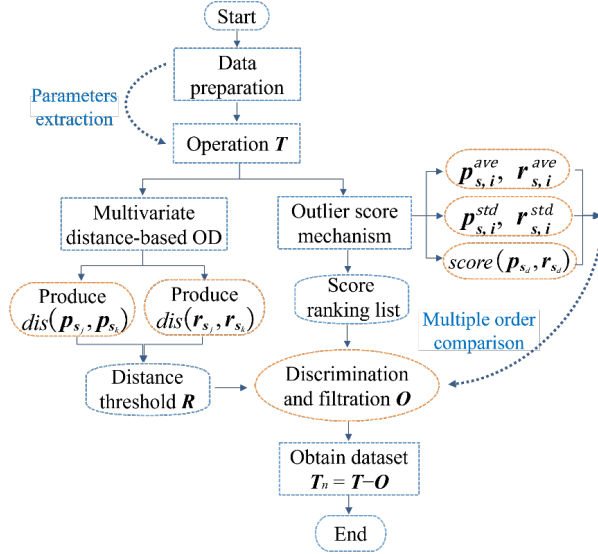 Start
Data
preparation
Parameters
extraction
Operation T
Multivariate
distance-based OD
Outlier score
mechanism
p_{s,i}^{ave}, r_{s,i}^{ave}
p_{s,i}^{std}, r_{s,i}^{std}
score(p_{s_d}, r_{s_d})
Produce
dis(p_{s_j}, p_{s_k})
Produce
dis(r_{s_j}, r_{s_k})
Score
ranking list
Multiple order
comparison
Distance
threshold R
Discrimination
and filtration O
Obtain dataset
T_n = T−O
End